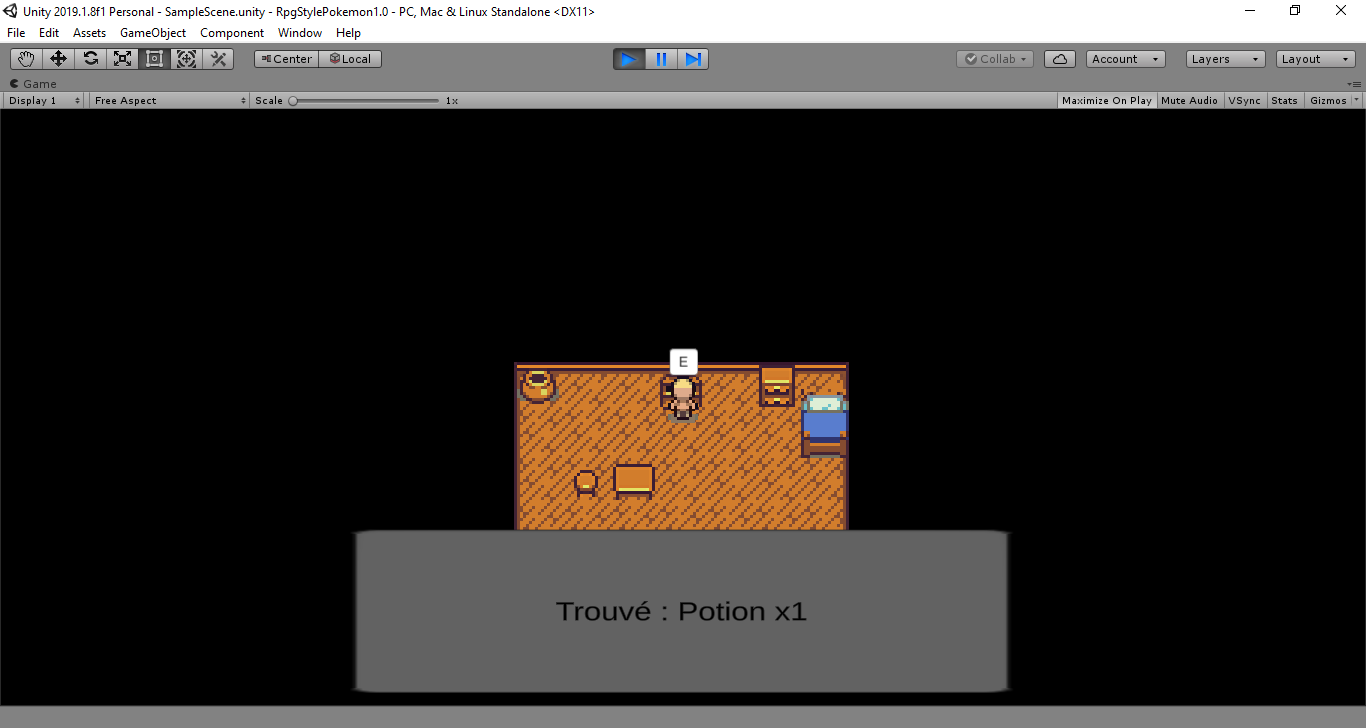 Unity 2019.1.8f1 Personal - SampleScene.unity - RpgStylePokemon1.0 - PC, Mac & Linux Standalone <DX11>
File Edit Assets GameObject Component Window Help
Center Local Collab Account Layers Layout
Game
Display 1 Free Aspect Scale 1x Maximize On Play Mute Audio VSync Stats Gizmos
E
Trouvé : Potion x1